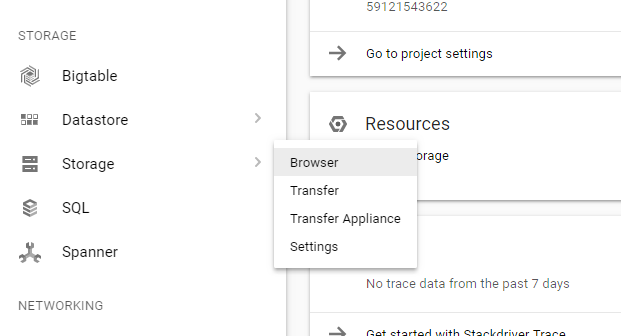 STORAGE
Bigtable
Datastore
Storage
SQL
Spanner
NETWORKING
Browser
Transfer
Transfer Appliance
Settings
59121543622
Go to project settings
Resources
orage
No trace data from the past 7 days
Get started with Stackdriver Trace